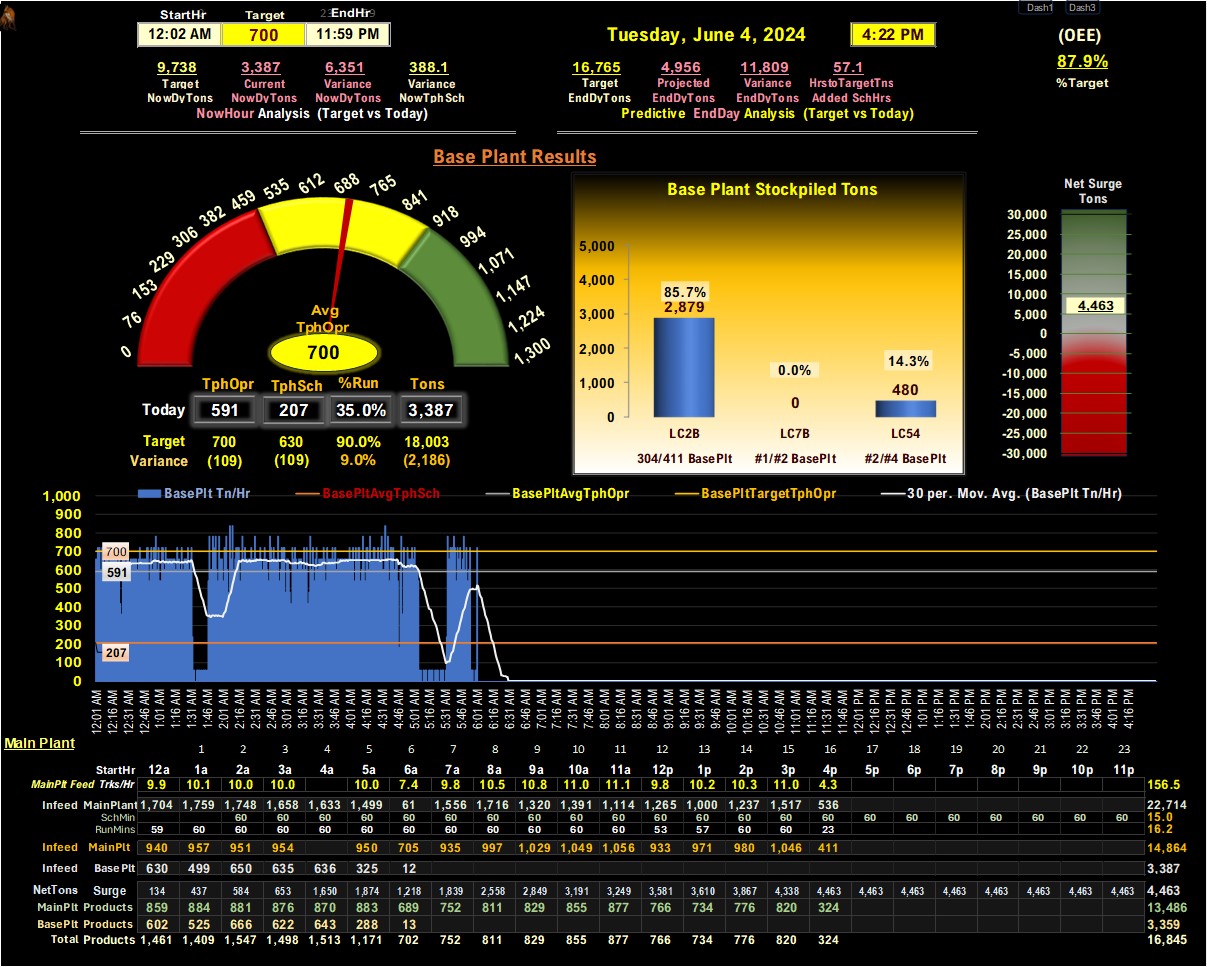 Dash1 Dash3
StartHr Target EndHr
12:02 AM 700 11:59 PM
Tuesday, June 4, 2024 4:22 PM
(OEE)
87.9%
%Target
9,738 3,387 6,351 388.1
Target Current Variance Variance
NowDyTons NowDyTons NowDyTons NowTphSch
NowHour Analysis (Target vs Today)
16,765 4,956 11,809 57.1
Target Projected Variance HrstoTargetTns
EndDyTons EndDyTons EndDyTons Added SchHrs
Predictive EndDay Analysis (Target vs Today)
Base Plant Results
0 76 153 229 306 382 459 535 612 688 765 841 918 994 1,071 1,147 1,224 1,300
Avg
TphOpr
700
TphOpr TphSch %Run Tons
Today 591 207 35.0% 3,387
Target 700 630 90.0% 18,003
Variance (109) (109) 9.0% (2,186)
Base Plant Stockpiled Tons
5,000
4,000
3,000
2,000
1,000
0
85.7%
2,879
0.0%
0
14.3%
480
LC2B LC7B LC54
304/411 BasePlt #1/#2 BasePlt #2/#4 BasePlt
Net Surge
Tons
30,000
25,000
20,000
15,000
10,000
5,000
0
-5,000
-10,000
-15,000
-20,000
-25,000
-30,000
4.463
BasePlt Tn/Hr BasePltAvgTphSch BasePltAvgTphOpr BasePltTargetTphOpr 30 per. Mov. Avg. (BasePlt Tn/Hr)
1,000
900
800
700
600
500
400
300
200
100
0
700
591
207
12:01 AM 12:16 AM 12:31 AM 12:46 AM 1:01 AM 1:16 AM 1:31 AM 1:46 AM 2:01 AM 2:16 AM 2:31 AM 2:46 AM 3:01 AM 3:16 AM 3:31 AM 3:46 AM 4:01 AM 4:16 AM 4:31 AM 4:46 AM 5:01 AM 5:16 AM 5:31 AM 5:46 AM 6:01 AM 6:16 AM 6:31 AM 6:46 AM 7:01 AM 7:16 AM 7:31 AM 7:46 AM 8:01 AM 8:16 AM 8:31 AM 8:46 AM 9:01 AM 9:16 AM 9:31 AM 9:46 AM 10:01 AM 10:16 AM 10:31 AM 10:46 AM 11:01 AM 11:16 AM 11:31 AM 11:46 AM 12:01 PM 12:16 PM 12:31 PM 12:46 PM 1:01 PM 1:16 PM 1:31 PM 1:46 PM 2:01 PM 2:16 PM 2:31 PM 2:46 PM 3:01 PM 3:16 PM 3:31 PM 3:46 PM 4:01 PM 4:16 PM
Main Plant
1 2 3 4 5 6 7 8 9 10 11 12 13 14 15 16 17 18 19 20 21 22 23
StartHr 12a 1a 2a 3a 4a 5a 6a 7a 8a 9a 10a 11a 12p 1p 2p 3p 4p 5p 6p 7p 8p 9p 10p 11p
MainPlt Feed Trks/Hr 9.9 10.1 10.0 10.0 10.0 7.4 9.8 10.5 10.8 11.0 11.1 9.8 10.2 10.3 11.0 4.3 156.5
Infeed MainPlant 1,704 1,759 1,748 1,658 1,633 1,499 61 1,556 1,716 1,320 1,391 1,114 1,265 1,000 1,237 1,517 536 22,714
SchMin 60 60 60 60 60 60 60 60 60 60 60 60 60 60 60 60 60 60 60 60 60 60 15.0
RunMins 59 60 60 60 60 60 60 60 60 60 60 60 53 57 60 60 23 16.2
Infeed MainPlt 940 957 951 954 950 705 935 997 1,029 1,049 1,056 933 971 980 1,046 411 14,864
Infeed BasePlt 630 499 650 635 636 325 12 3,387
NetTons Surge 134 437 584 653 1,650 1,874 1,218 1,839 2,558 2,849 3,191 3,249 3,581 3,610 3,867 4,338 4,463 4,463 4,463 4,463 4,463 4,463 4,463 4,463 4,463
MainPlt Products 859 884 881 876 870 883 689 752 811 829 855 877 766 734 776 820 324 13,486
BasePlt Products 602 525 666 622 643 288 13 3,359
Total Products 1,461 1,409 1,547 1,498 1,513 1,171 702 752 811 829 855 877 766 734 776 820 324 16,845